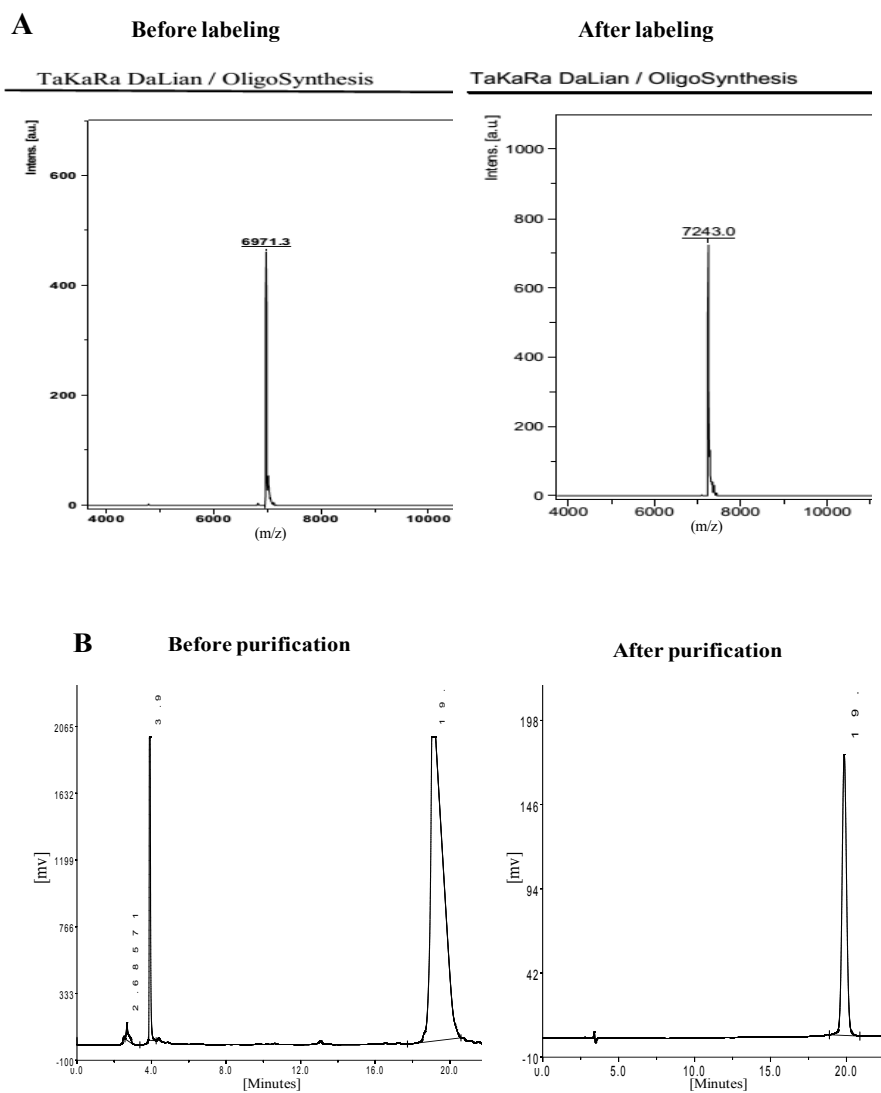 A
Before labeling
After labeling
TaKaRa DaLian / OligoSynthesis
TaKaRa DaLian / OligoSynthesis
Intens. [a.u.]
600
400
200
0
6971.3
4000
6000
8000
10000
(m/z)
Intens. [a.u.]
1000
800
600
400
200
0
7243.0
4000
6000
8000
10000
(m/z)
B
Before purification
After purification
[mv]
2065
1632
1199
766
333
-100
2.68571
3.9
19.
0.0
4.0
8.0
12.0
16.0
20.0
[Minutes]
[mv]
198
146
94
42
-10
19.
0.0
5.0
10.0
15.0
20.0
[Minutes]